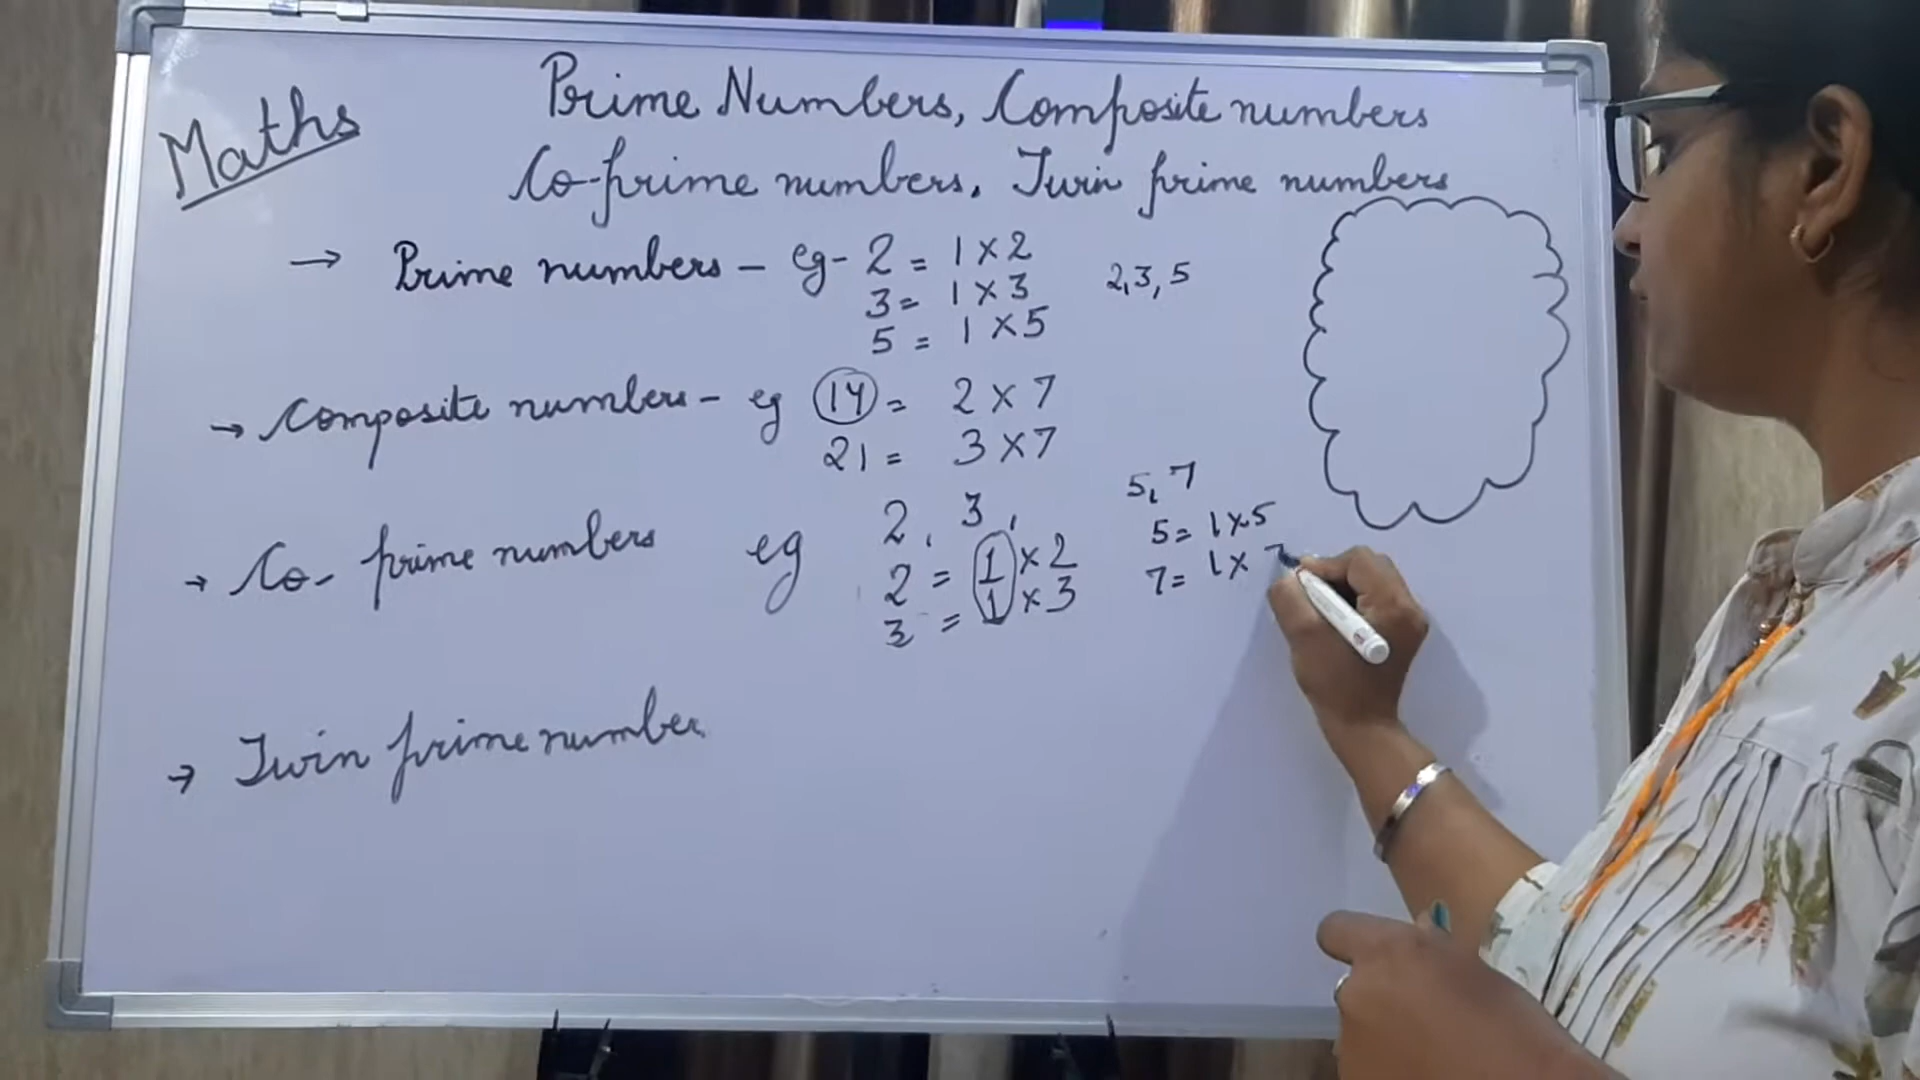 Maths
Prime Numbers, Composite numbers
Co-prime numbers, Twin prime numbers
→ Prime numbers - eg- 2 = 1 × 2
3 = 1 × 3
5 = 1 × 5
2,3,5
→ Composite numbers - eg 14 = 2 × 7
21 = 3 × 7
→ Co- prime numbers eg 2, 3,
2 = 1 × 2
3 = 1 × 3
5, 7
5 = 1 × 5
7 = 1 × 7
→ Twin prime number